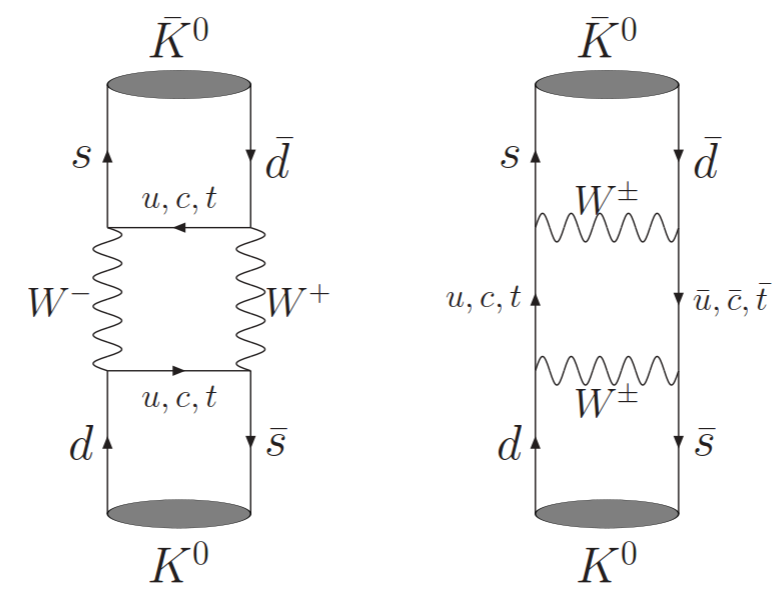 K̄⁰ K̄⁰
s d̄ s d̄
u, c, t W^±
W⁻ W⁺ u, c, t ū, c̄, t̄
u, c, t W^±
d s̄ d s̄
K⁰ K⁰